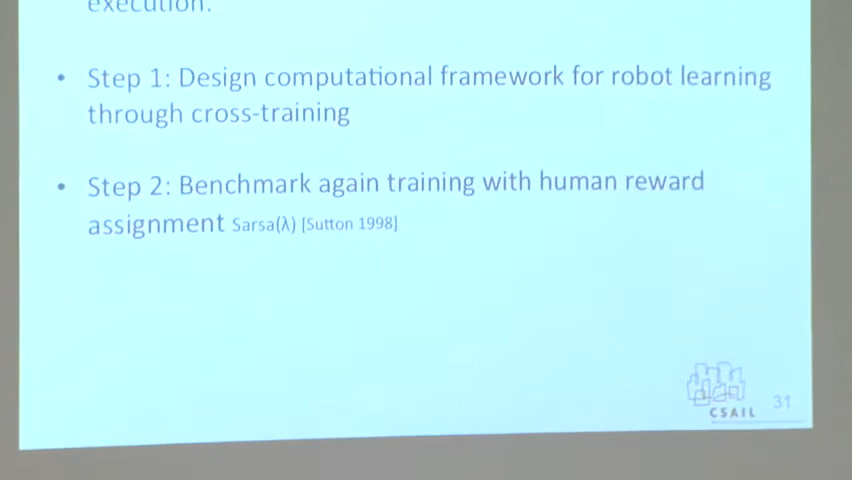 execution.
• Step 1: Design computational framework for robot learning
through cross-training
• Step 2: Benchmark again training with human reward
assignment Sarsa(λ) [Sutton 1998]
CSAIL 31